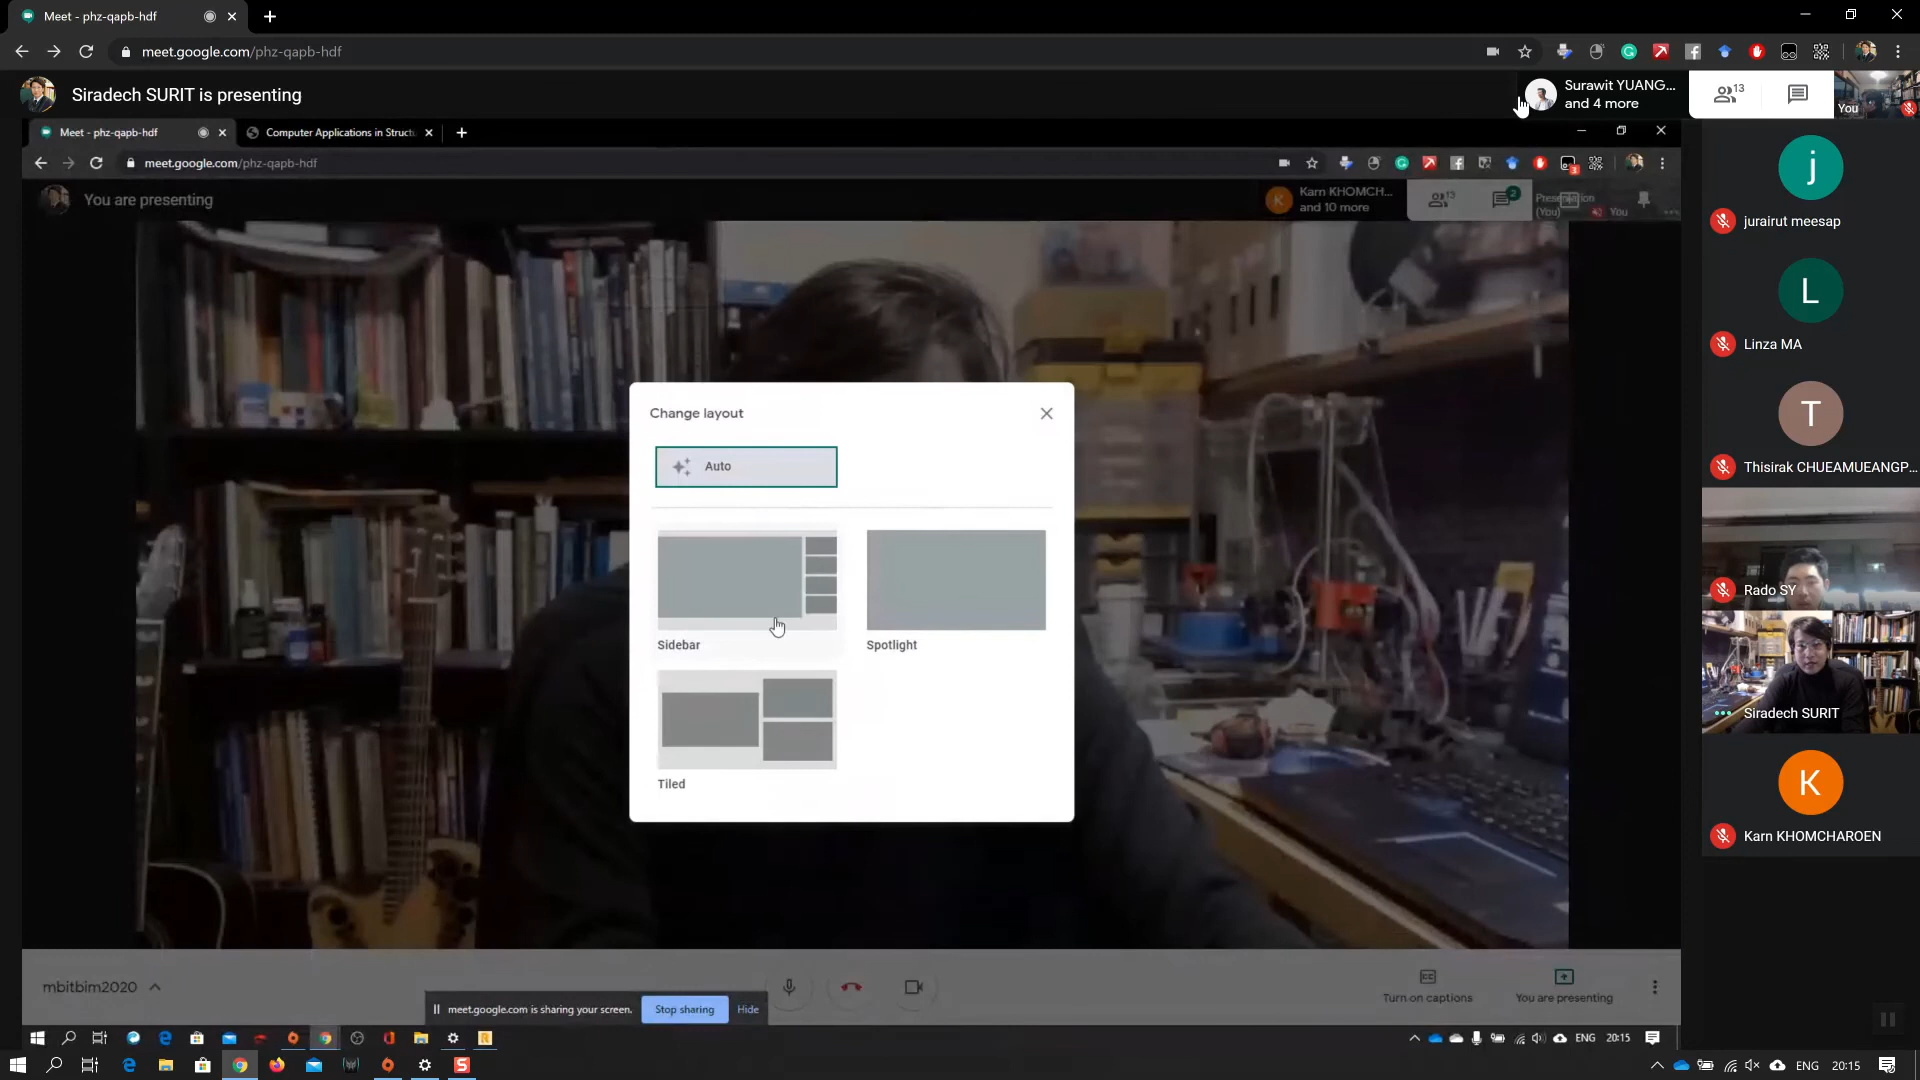 Meet - phz-qapb-hdf
meet.google.com/phz-qapb-hdf
Siradech SURIT is presenting
Surawit YUANG...
and 4 more
13
You
Meet - phz-qapb-hdf
Computer Applications in Struct
meet.google.com/phz-qapb-hdf
3
You are presenting
Karn KHOMCH...
and 10 more
13
2
Presentation
(You)
You
Change layout
Auto
Sidebar
Spotlight
Tiled
j
jurairut meesap
L
Linza MA
T
Thisirak CHUEAMUEANGP...
Rado SY
Siradech SURIT
K
Karn KHOMCHAROEN
mbitbim2020
meet.google.com is sharing your screen.
Stop sharing
Hide
Turn on captions
You are presenting
ENG
20:15
ENG
20:15